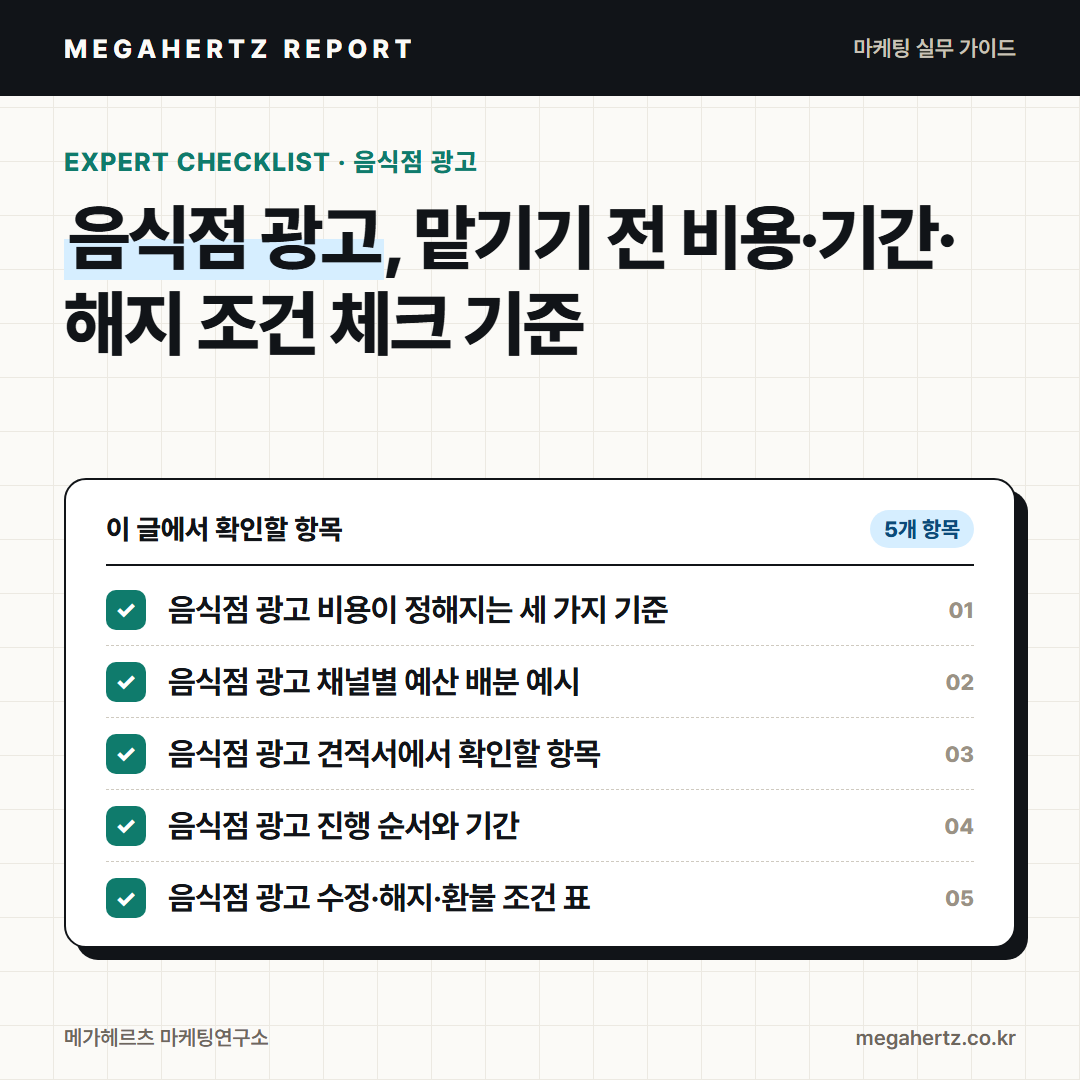 MEGAHERTZ REPORT
마케팅 실무 가이드
EXPERT CHECKLIST · 음식점 광고
음식점 광고, 맡기기 전 비용·기간·
해지 조건 체크 기준
이 글에서 확인할 항목
5개 항목
음식점 광고 비용이 정해지는 세 가지 기준
01
음식점 광고 채널별 예산 배분 예시
02
음식점 광고 견적서에서 확인할 항목
03
음식점 광고 진행 순서와 기간
04
음식점 광고 수정·해지·환불 조건 표
05
메가헤르츠 마케팅연구소
megahertz.co.kr